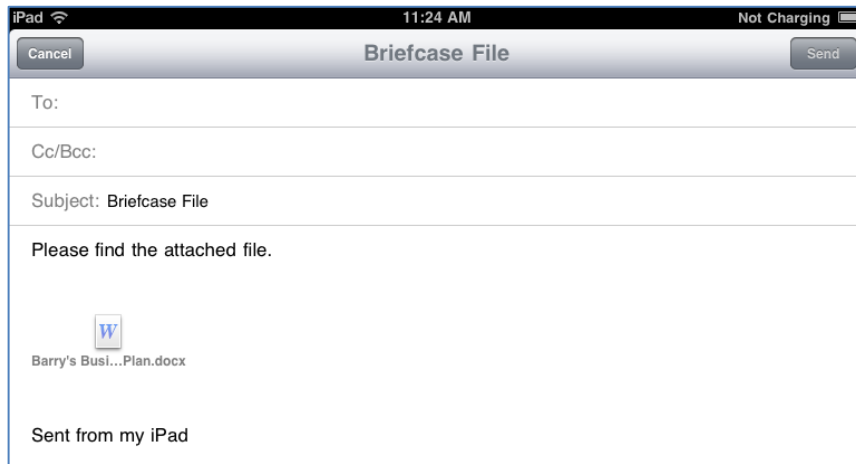 iPad 11:24 AM Not Charging
Cancel Briefcase File Send
To:
Cc/Bcc:
Subject: Briefcase File
Please find the attached file.
W
Barry's Busi...Plan.docx
Sent from my iPad